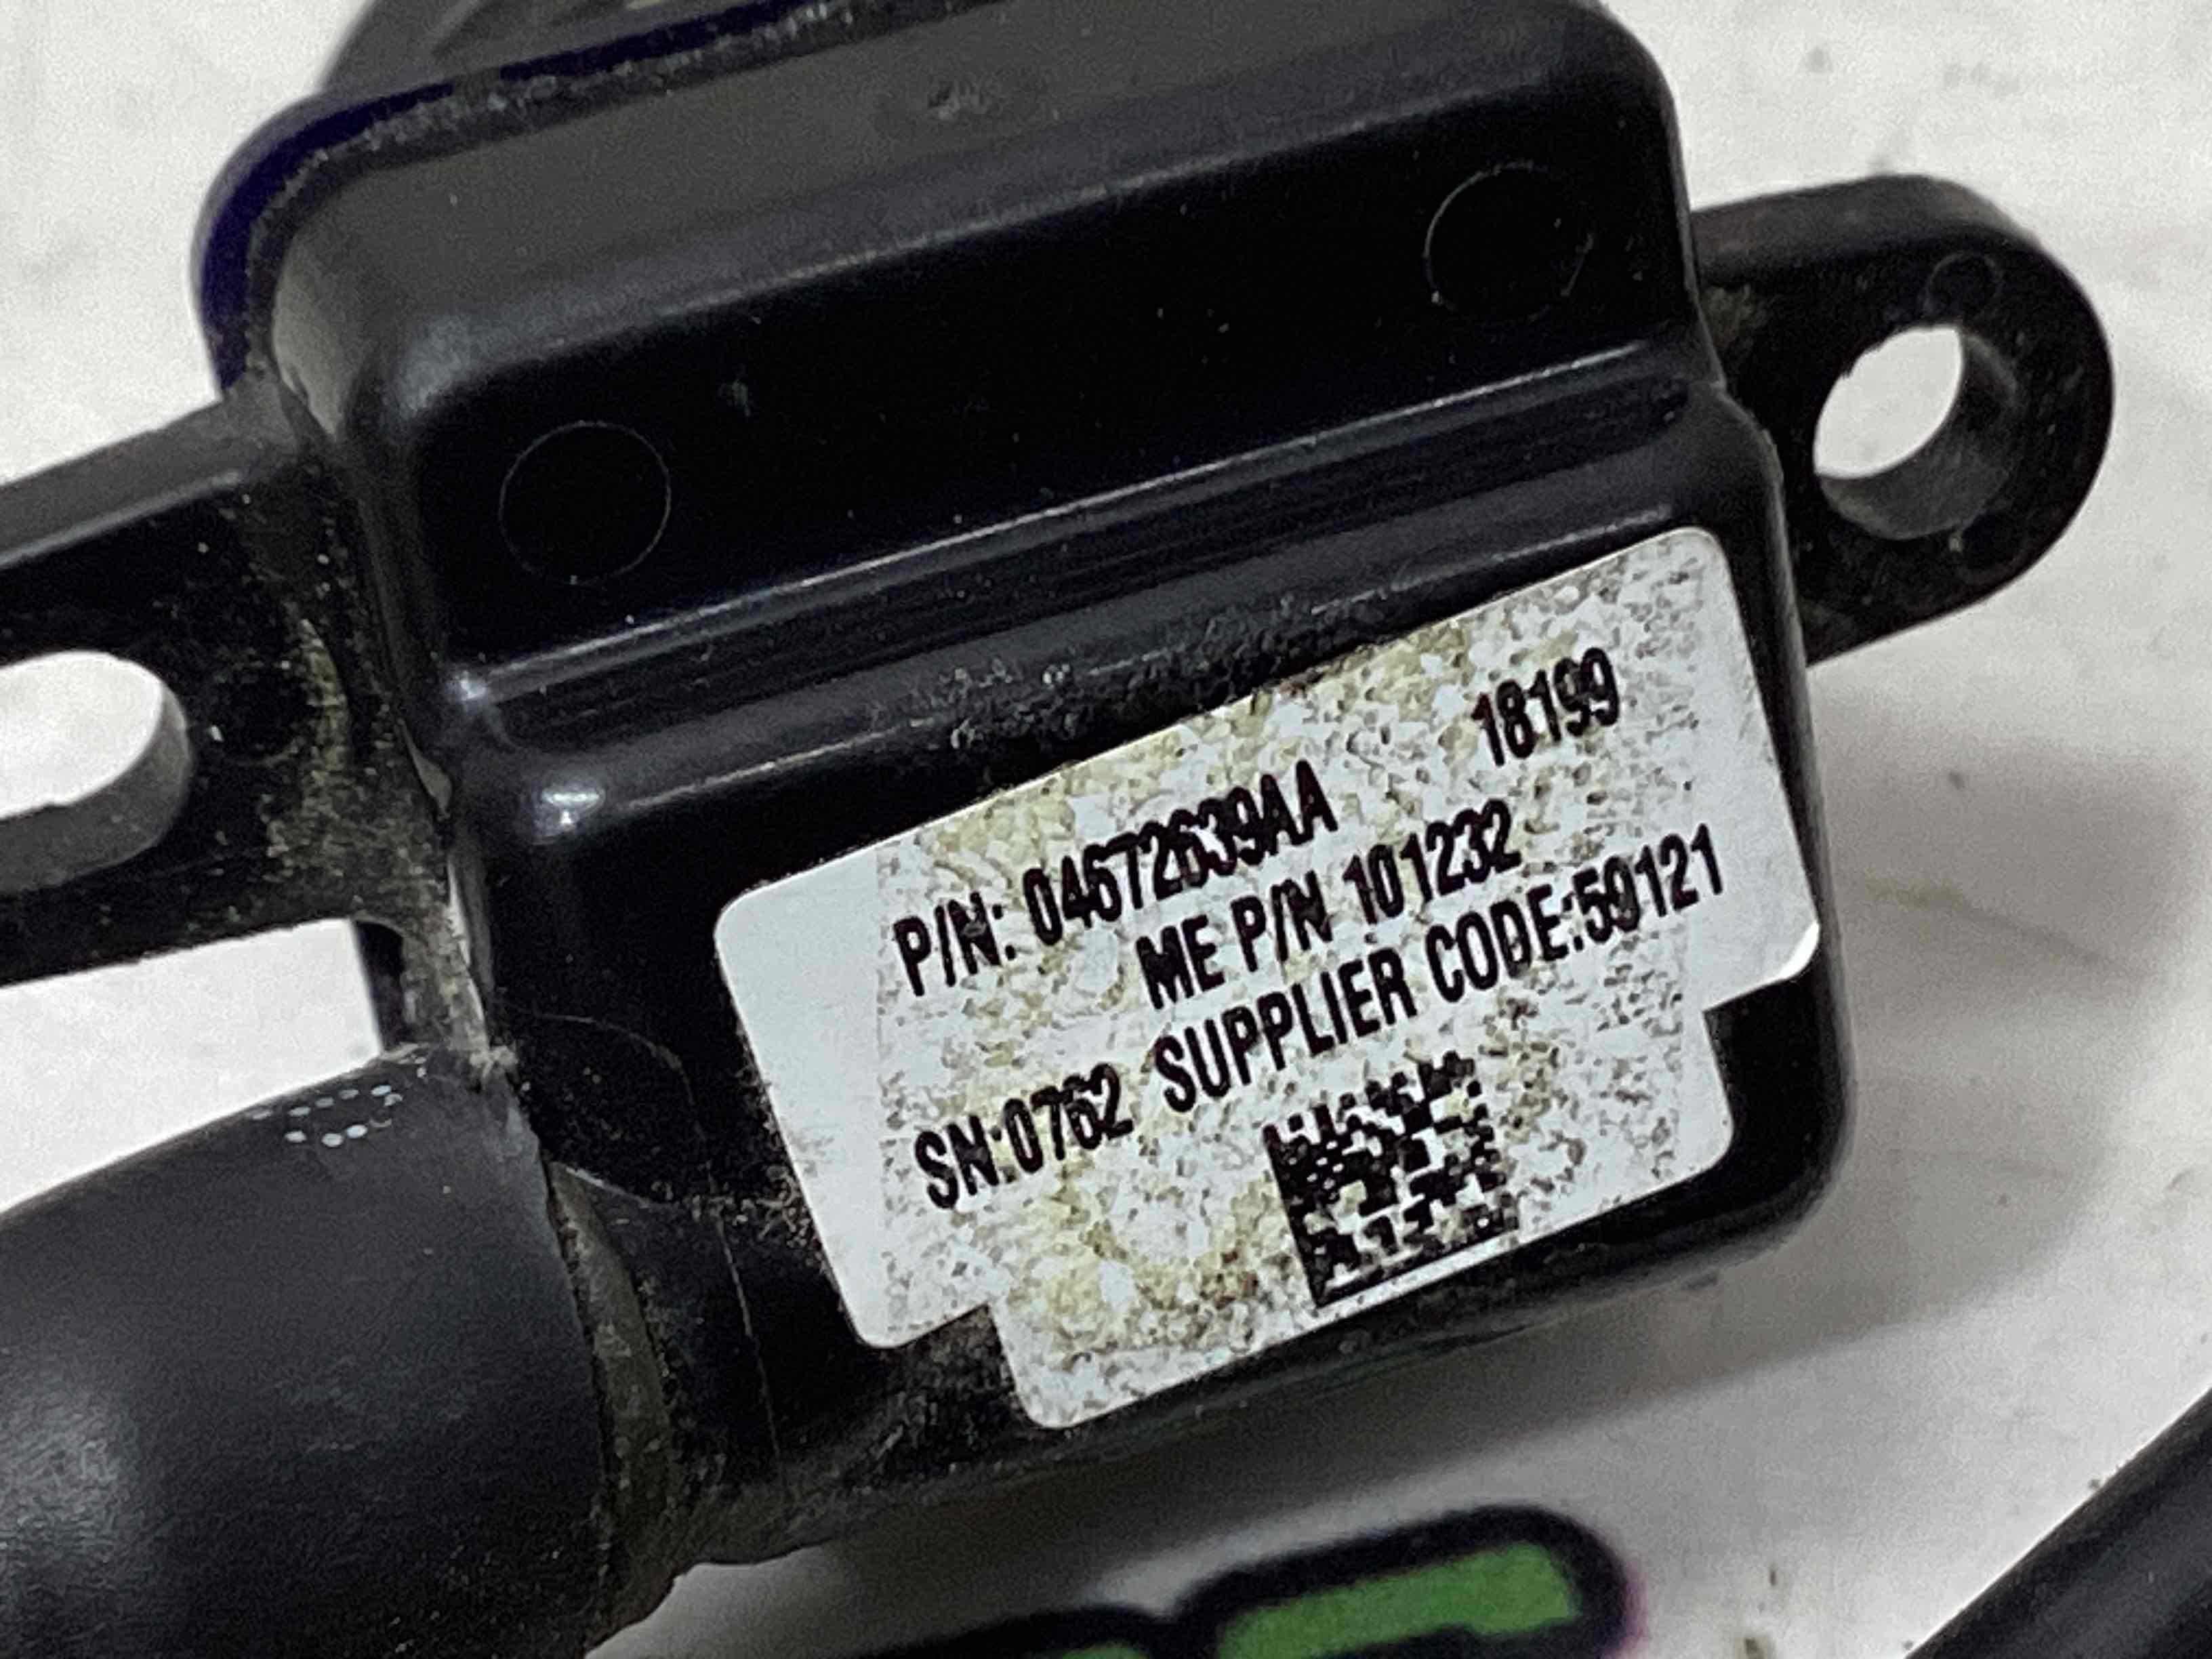 18199
P/N: 04672639AA
ME P/N 101232
SN:0762 SUPPLIER CODE:59121